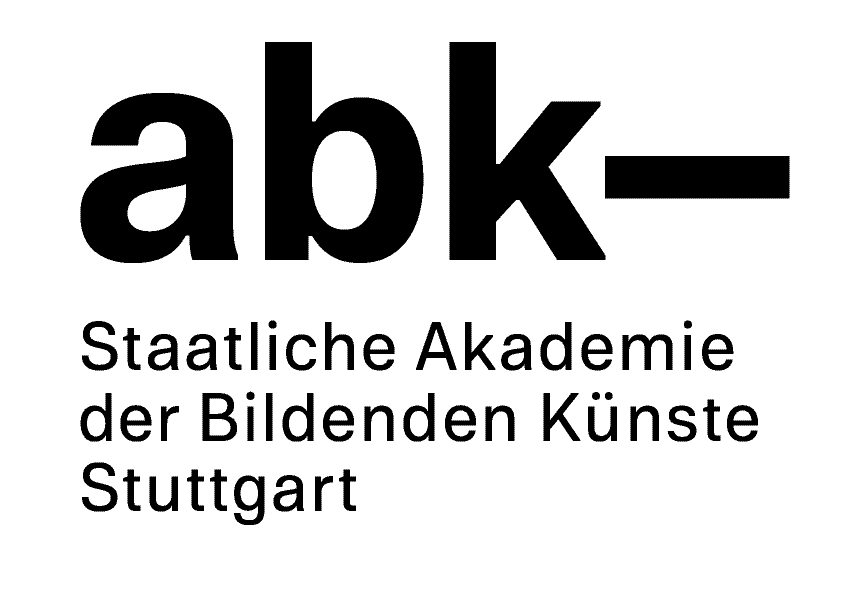 abk–
Staatliche Akademie
der Bildenden Künste
Stuttgart